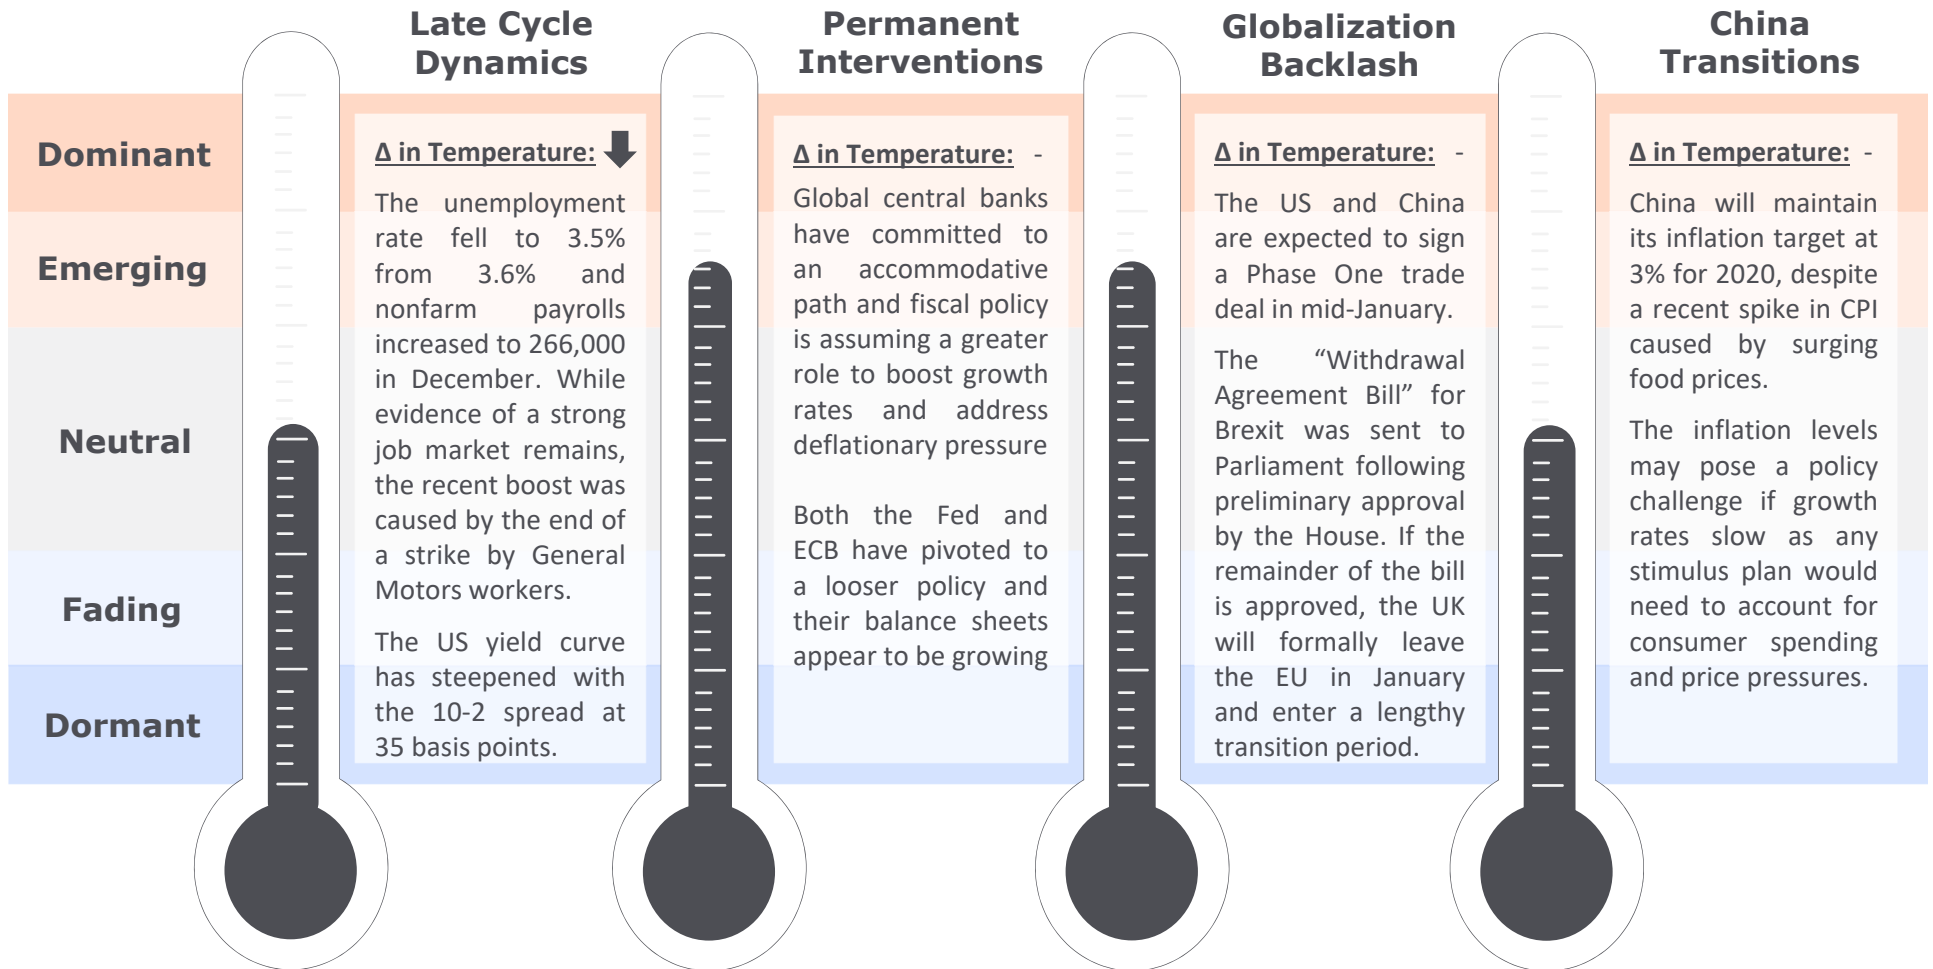 Late Cycle
Dynamics
Permanent
Interventions
Globalization
Backlash
China
Transitions
Dominant
Emerging
Neutral
Fading
Dormant
Δ in Temperature:
The unemployment
rate fell to 3.5%
from 3.6% and
nonfarm payrolls
increased to 266,000
in December. While
evidence of a strong
job market remains,
the recent boost was
caused by the end of
a strike by General
Motors workers.
The US yield curve
has steepened with
the 10-2 spread at
35 basis points.
Δ in Temperature: -
Global central banks
have committed to
an accommodative
path and fiscal policy
is assuming a greater
role to boost growth
rates and address
deflationary pressure
Both the Fed and
ECB have pivoted to
a looser policy and
their balance sheets
appear to be growing
Δ in Temperature: -
The US and China
are expected to sign
a Phase One trade
deal in mid-January.
The “Withdrawal
Agreement Bill” for
Brexit was sent to
Parliament following
preliminary approval
by the House. If the
remainder of the bill
is approved, the UK
will formally leave
the EU in January
and enter a lengthy
transition period.
Δ in Temperature: -
China will maintain
its inflation target at
3% for 2020, despite
a recent spike in CPI
caused by surging
food prices.
The inflation levels
may pose a policy
challenge if growth
rates slow as any
stimulus plan would
need to account for
consumer spending
and price pressures.